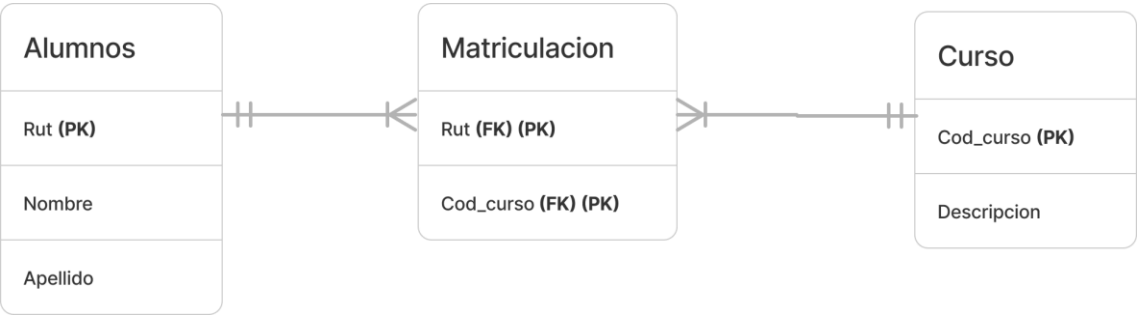 Alumnos
Rut (PK)
Nombre
Apellido
Matriculacion
Rut (FK) (PK)
Cod_curso (FK) (PK)
Curso
Cod_curso (PK)
Descripcion